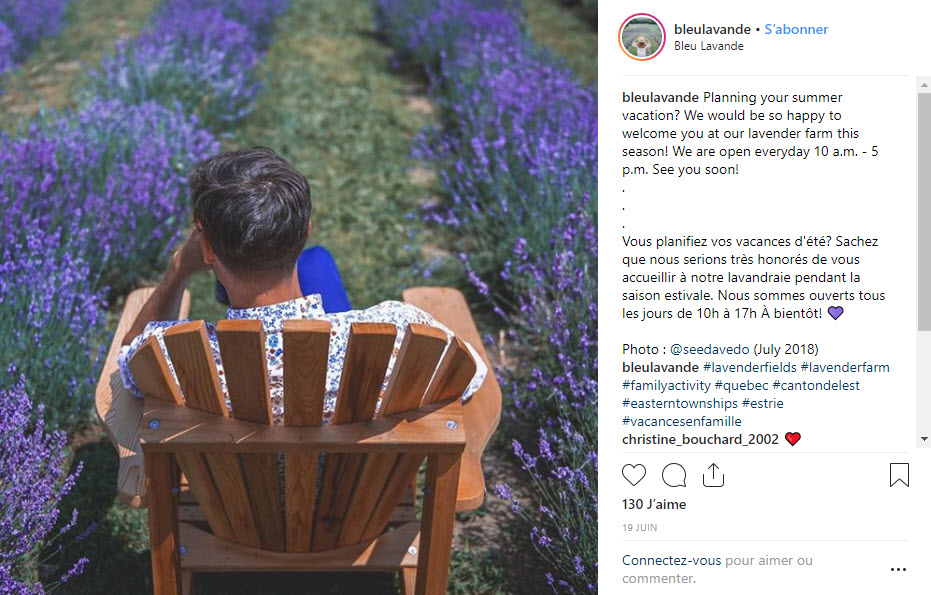 bleulavande • S'abonner
Bleu Lavande
bleulavande Planning your summer
vacation? We would be so happy to
welcome you at our lavender farm this
season! We are open everyday 10 a.m. - 5
p.m. See you soon!
.
.
.
Vous planifiez vos vacances d'été? Sachez
que nous serions très honorés de vous
accueillir à notre lavandraie pendant la
saison estivale. Nous sommes ouverts tous
les jours de 10h à 17h À bientôt! 💜
Photo : @seedavedo (July 2018)
bleulavande #lavenderfields #lavenderfarm
#familyactivity #quebec #cantondelest
#easterntownships #estrie
#vacancesenfamille
christine_bouchard_2002 ❤️
130 J'aime
19 JUIN
Connectez-vous pour aimer ou
commenter.